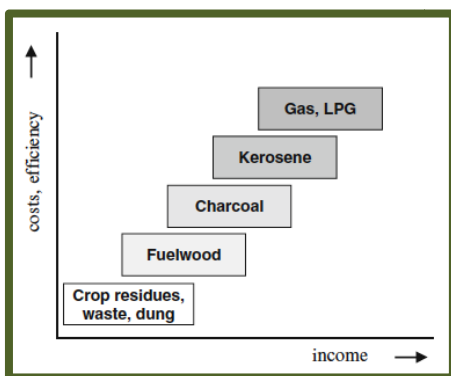 costs, efficiency
Gas, LPG
Kerosene
Charcoal
Fuelwood
Crop residues,
waste, dung
income